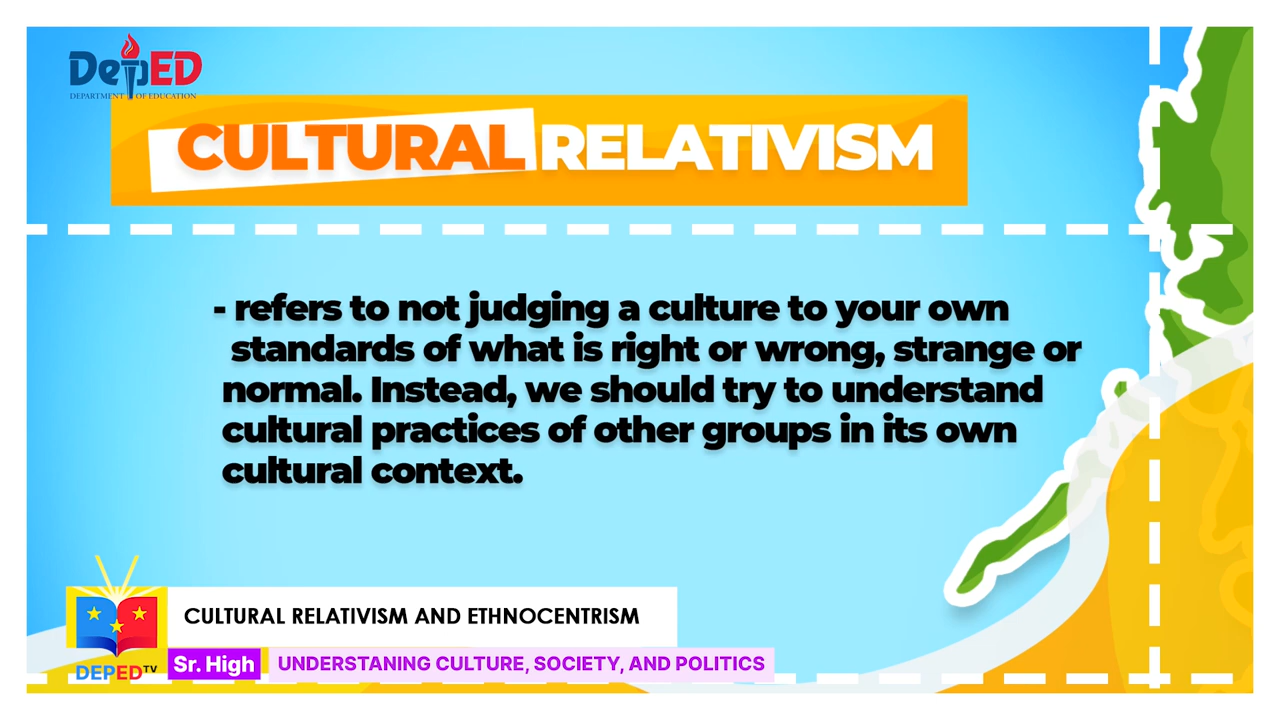 DepED
DEPARTMENT OF EDUCATION
CULTURAL RELATIVISM
- refers to not judging a culture to your own
standards of what is right or wrong, strange or
normal. Instead, we should try to understand
cultural practices of other groups in its own
cultural context.
CULTURAL RELATIVISM AND ETHNOCENTRISM
DEPED TV
Sr. High UNDERSTANING CULTURE, SOCIETY, AND POLITICS